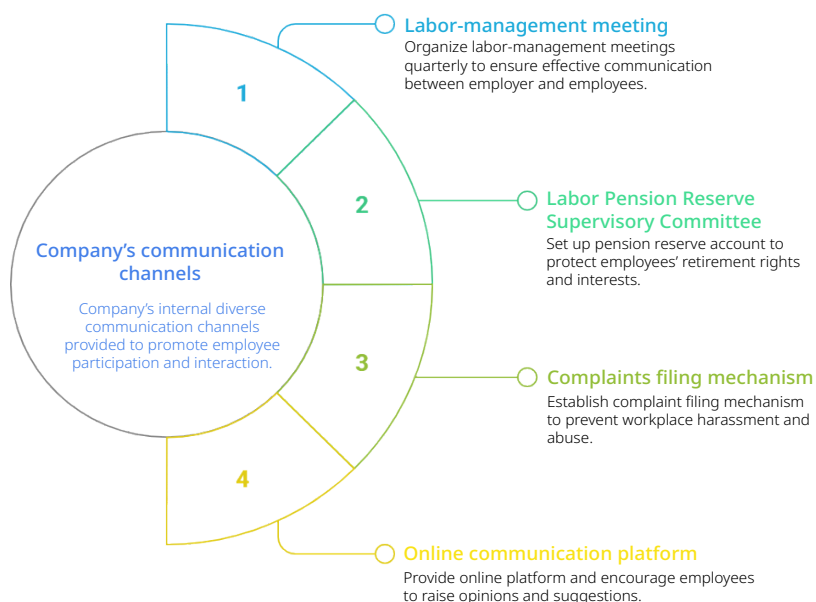 Company's communication
channels
Company's internal diverse
communication channels
provided to promote employee
participation and interaction.
1
Labor-management meeting
Organize labor-management meetings
quarterly to ensure effective communication
between employer and employees.
2
Labor Pension Reserve
Supervisory Committee
Set up pension reserve account to
protect employees' retirement rights
and interests.
3
Complaints filing mechanism
Establish complaint filing mechanism
to prevent workplace harassment and
abuse.
4
Online communication platform
Provide online platform and encourage employees
to raise opinions and suggestions.